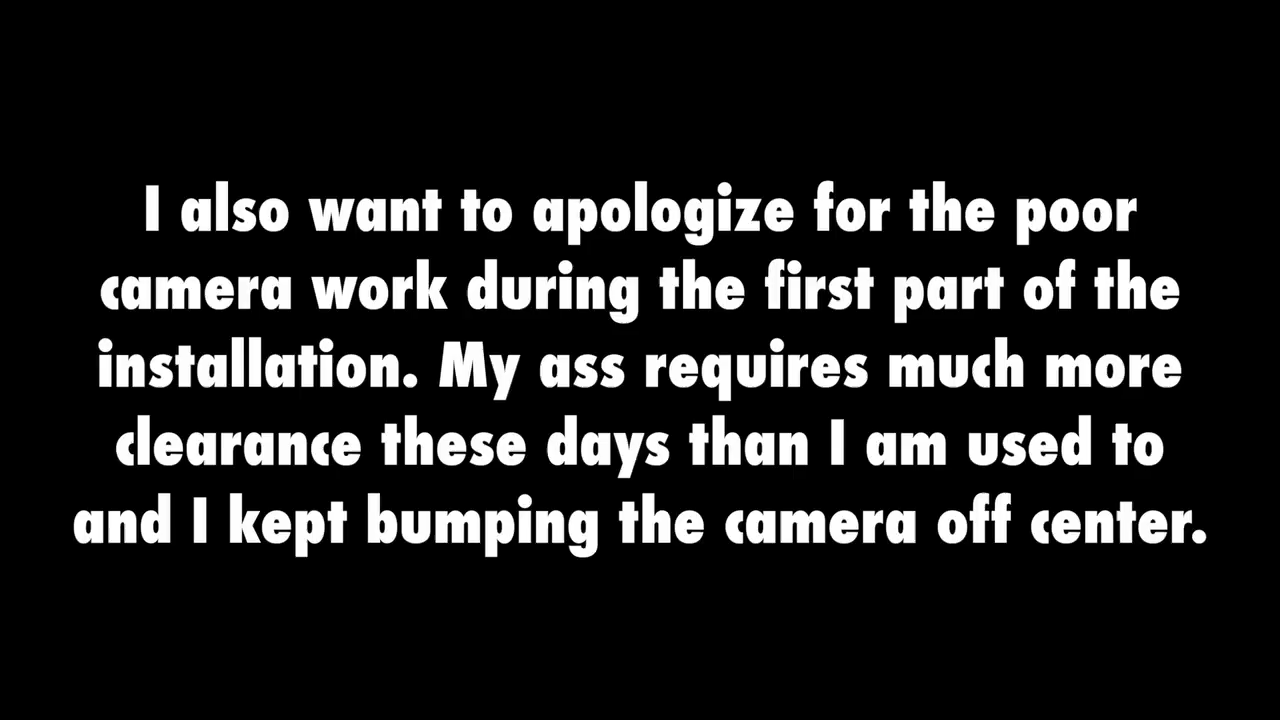 I also want to apologize for the poor
camera work during the first part of the
installation. My ass requires much more
clearance these days than I am used to
and I kept bumping the camera off center.